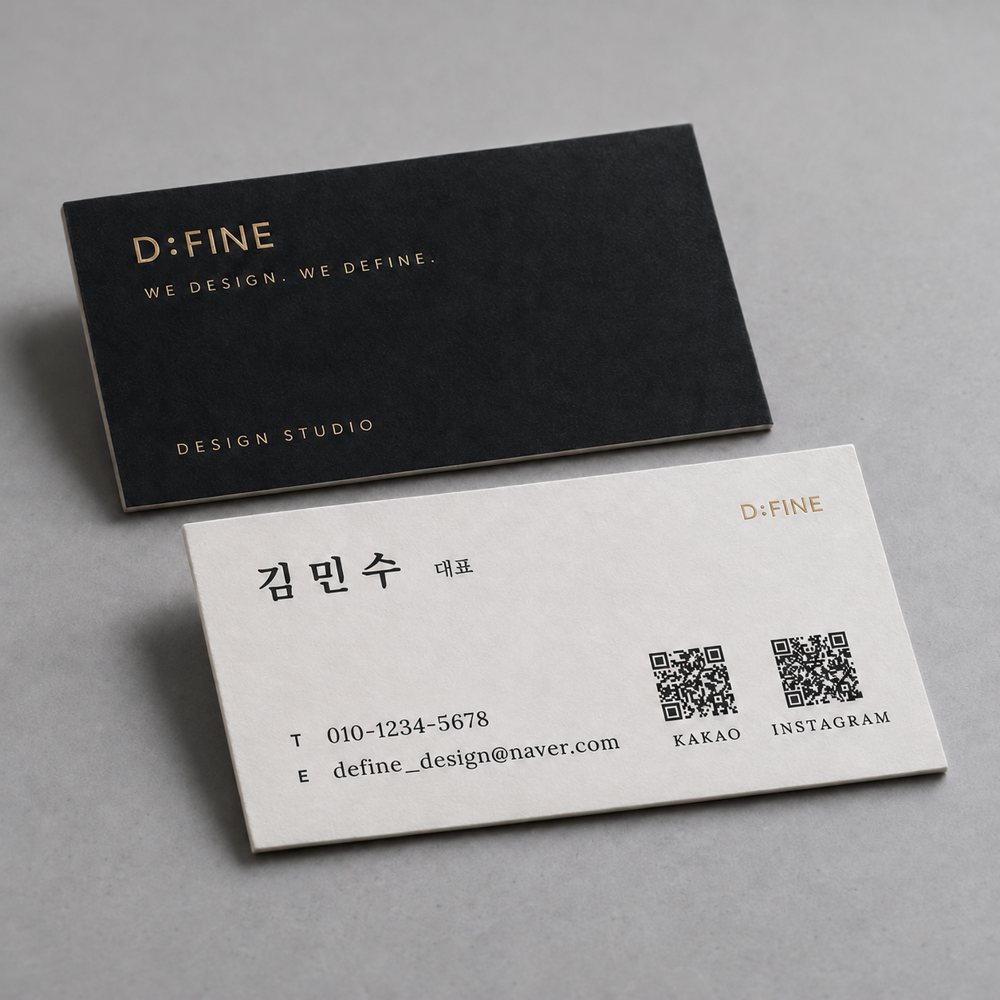 D:FINE
WE DESIGN. WE DEFINE.
DESIGN STUDIO
D:FINE
김민수 대표
T 010-1234-5678
E define_design@naver.com
KAKAO
INSTAGRAM